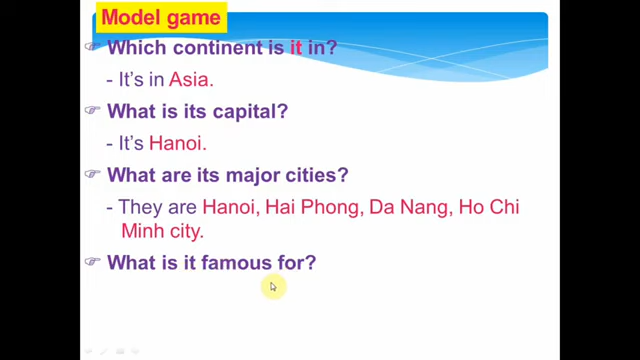 Model game
Which continent is it in?
- It's in Asia.
What is its capital?
- It's Hanoi.
What are its major cities?
- They are Hanoi, Hai Phong, Da Nang, Ho Chi
Minh city.
What is it famous for?